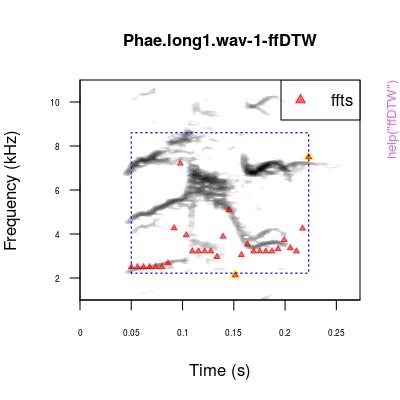 Phae.long1.wav-1-ffDTW
ffts
10
8
6
4
2
Frequency (kHz)
0
0.05
0.1
0.15
0.2
0.25
Time (s)
help("ffDTW")